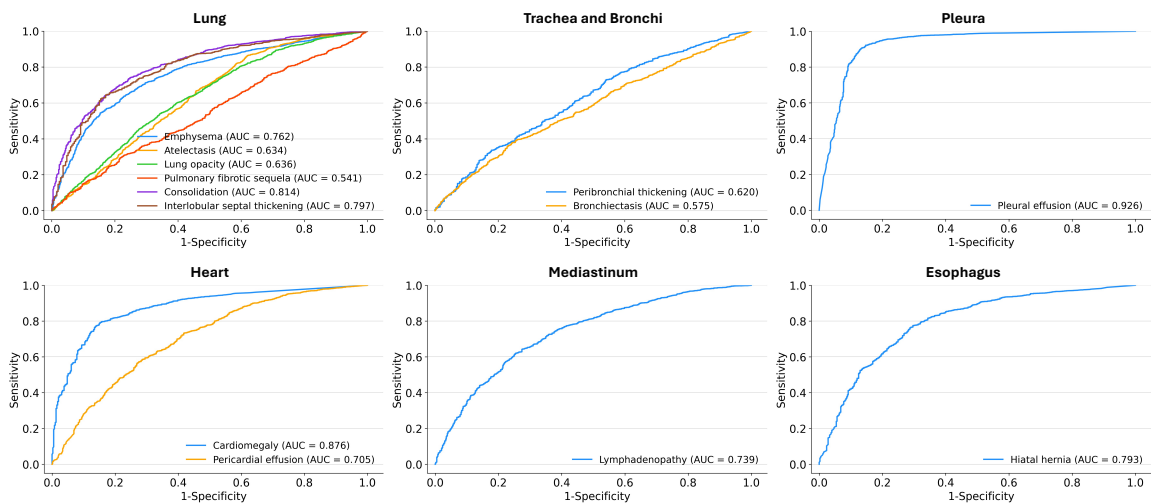 Lung
Sensitivity
1.0
0.8
0.6
0.4
0.2
0.0
Emphysema (AUC = 0.762)
Atelectasis (AUC = 0.634)
Lung opacity (AUC = 0.636)
Pulmonary fibrotic sequela (AUC = 0.541)
Consolidation (AUC = 0.814)
Interlobular septal thickening (AUC = 0.797)
0.0 0.2 0.4 0.6 0.8 1.0
1-Specificity
Trachea and Bronchi
Sensitivity
1.0
0.8
0.6
0.4
0.2
0.0
Peribronchial thickening (AUC = 0.620)
Bronchiectasis (AUC = 0.575)
0.0 0.2 0.4 0.6 0.8 1.0
1-Specificity
Pleura
Sensitivity
1.0
0.8
0.6
0.4
0.2
0.0
Pleural effusion (AUC = 0.926)
0.0 0.2 0.4 0.6 0.8 1.0
1-Specificity
Heart
Sensitivity
1.0
0.8
0.6
0.4
0.2
0.0
Cardiomegaly (AUC = 0.876)
Pericardial effusion (AUC = 0.705)
0.0 0.2 0.4 0.6 0.8 1.0
1-Specificity
Mediastinum
Sensitivity
1.0
0.8
0.6
0.4
0.2
0.0
Lymphadenopathy (AUC = 0.739)
0.0 0.2 0.4 0.6 0.8 1.0
1-Specificity
Esophagus
Sensitivity
1.0
0.8
0.6
0.4
0.2
0.0
Hiatal hernia (AUC = 0.793)
0.0 0.2 0.4 0.6 0.8 1.0
1-Specificity